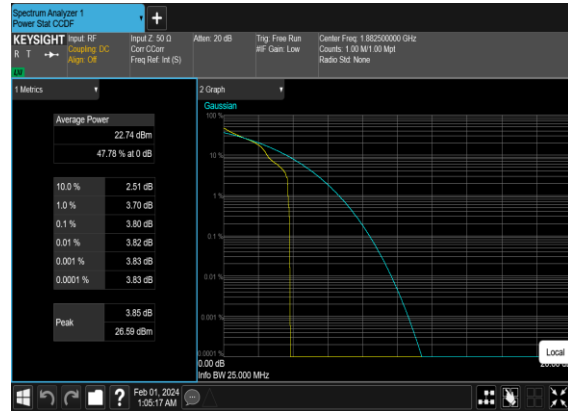 Spectrum Analyzer 1
Power Stat CCDF
+
KEYSIGHT
R T
LW
Input: RF
Coupling: DC
Align: Off
Input Z: 50 Ω
Corr CCorr
Freq Ref: Int (S)
Atten: 20 dB
Trig: Free Run
#IF Gain: Low
Center Freq: 1.882500000 GHz
Counts: 1.00 M/1.00 Mpt
Radio Std: None
1 Metrics
Average Power
22.74 dBm
47.78 % at 0 dB
10.0 % 2.51 dB
1.0 % 3.70 dB
0.1 % 3.80 dB
0.01 % 3.82 dB
0.001 % 3.83 dB
0.0001 % 3.83 dB
Peak
3.85 dB
26.59 dBm
2 Graph
Gaussian
100 %
10 %
1 %
0.1 %
0.01 %
0.001 %
0.0001 %
0.00 dB
Info BW 25.000 MHz
Local
?
Feb 01, 2024
1:05:17 AM